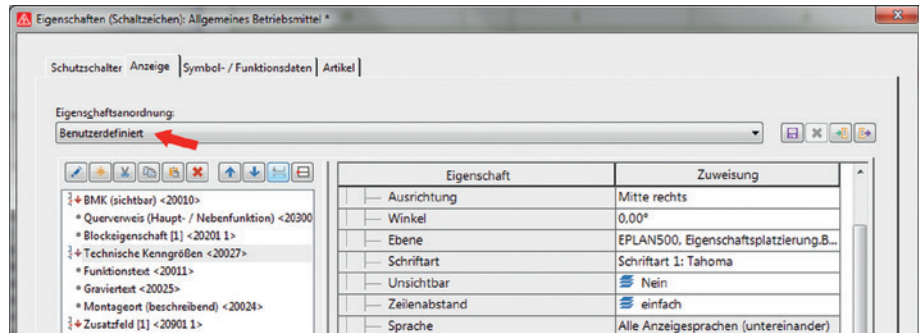 Eigenschaften (Schaltzeichen): Allgemeines Betriebsmittel *
Schutzschalter Anzeige Symbol- / Funktionsdaten Artikel
Eigenschaftsanordnung:
Benutzerdefiniert
Eigenschaft Zuweisung
BMK (sichtbar) <20010>
Querverweis (Haupt- / Nebenfunktion) <20300
Blockeigenschaft [1] <20201 1>
Technische Kenngrößen <20027>
Funktionstext <20011>
Graviertext <20025>
Montageort (beschreibend) <20024>
Zusatzfeld [1] <20901 1>
Ausrichtung Mitte rechts
Winkel 0,00°
Ebene EPLAN500, Eigenschaftsplatzierung.B...
Schriftart Schriftart 1: Tahoma
Unsichtbar Nein
Zeilenabstand einfach
Sprache Alle Anzeigesprachen (untereinander)